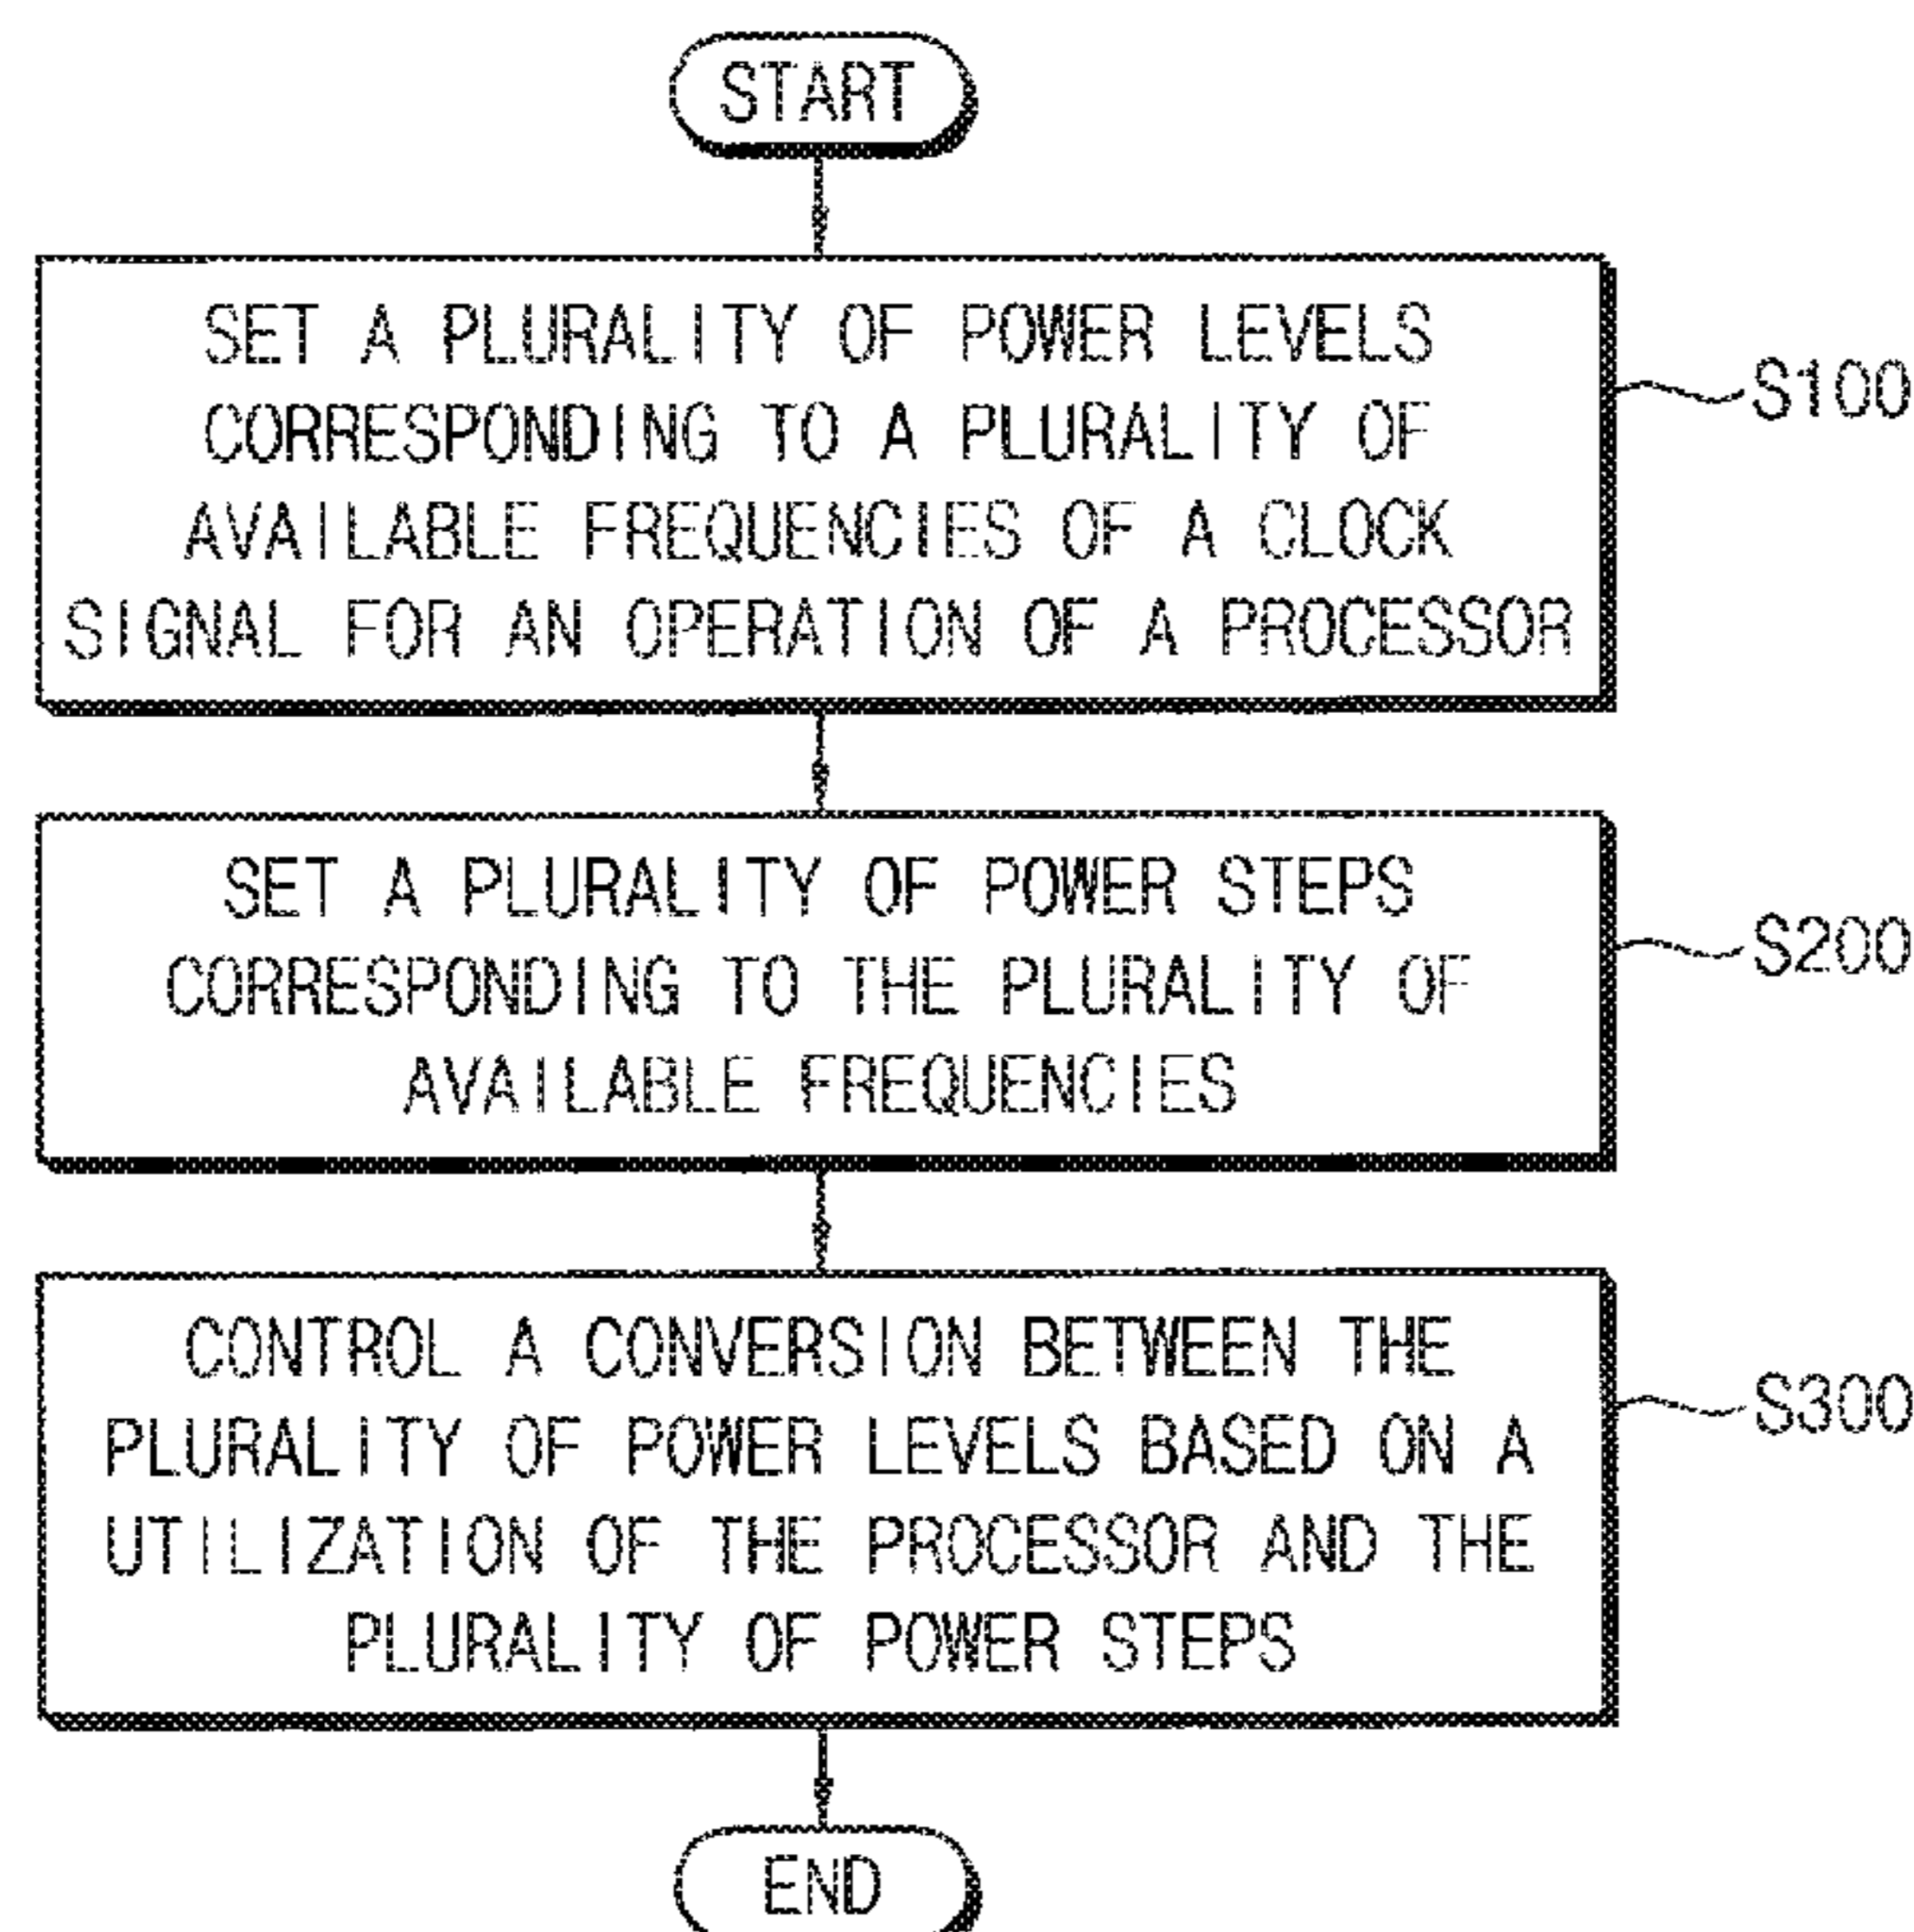 START
SET A PLURALITY OF POWER LEVELS
CORRESPONDING TO A PLURALITY OF
AVAILABLE FREQUENCIES OF A CLOCK
SIGNAL FOR AN OPERATION OF A PROCESSOR
S100
SET A PLURALITY OF POWER STEPS
CORRESPONDING TO THE PLURALITY OF
AVAILABLE FREQUENCIES
S200
CONTROL A CONVERSION BETWEEN THE
PLURALITY OF POWER LEVELS BASED ON A
UTILIZATION OF THE PROCESSOR AND THE
PLURALITY OF POWER STEPS
S300
END